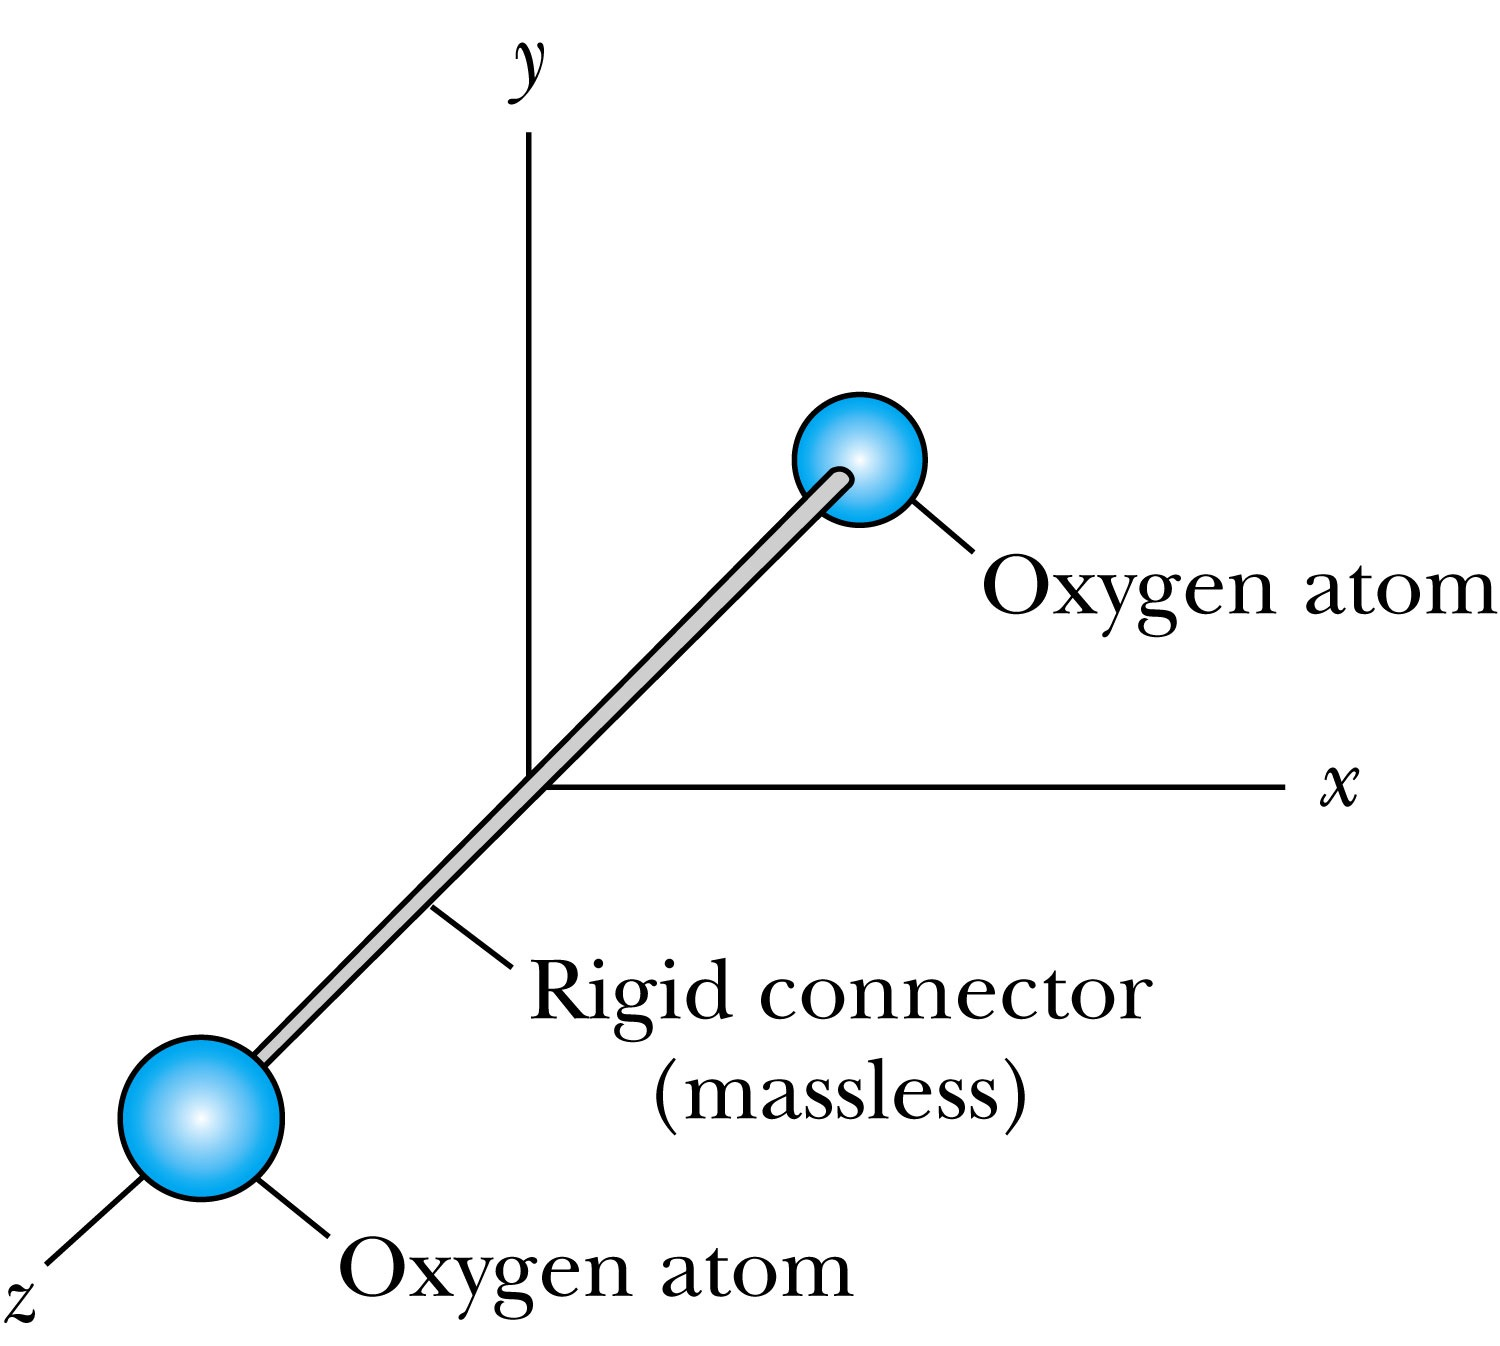 y
Oxygen atom
x
Rigid connector
(massless)
Oxygen atom
z